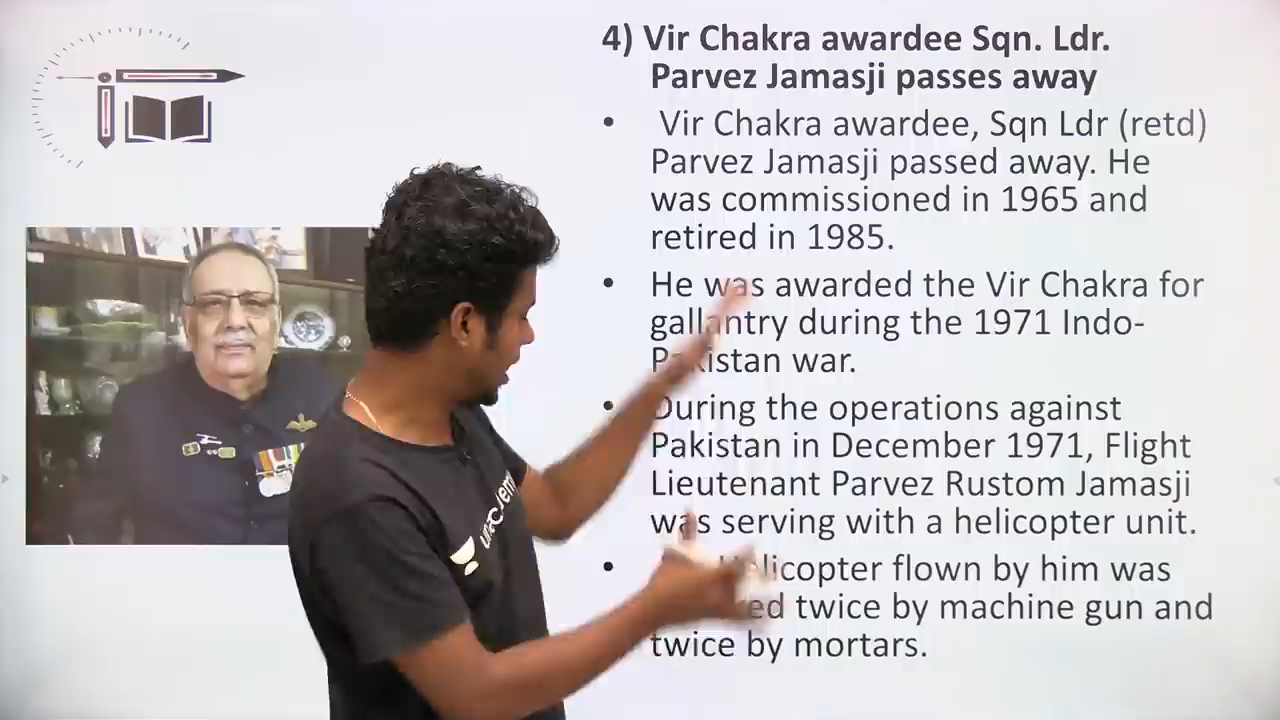 4) Vir Chakra awardee Sqn. Ldr.
Parvez Jamasji passes away
• Vir Chakra awardee, Sqn Ldr (retd)
Parvez Jamasji passed away. He
was commissioned in 1965 and
retired in 1985.
• He was awarded the Vir Chakra for
gallantry during the 1971 Indo-
Pakistan war.
• During the operations against
Pakistan in December 1971, Flight
Lieutenant Parvez Rustom Jamasji
was serving with a helicopter unit.
• Helicopter flown by him was
twice by machine gun and
twice by mortars.